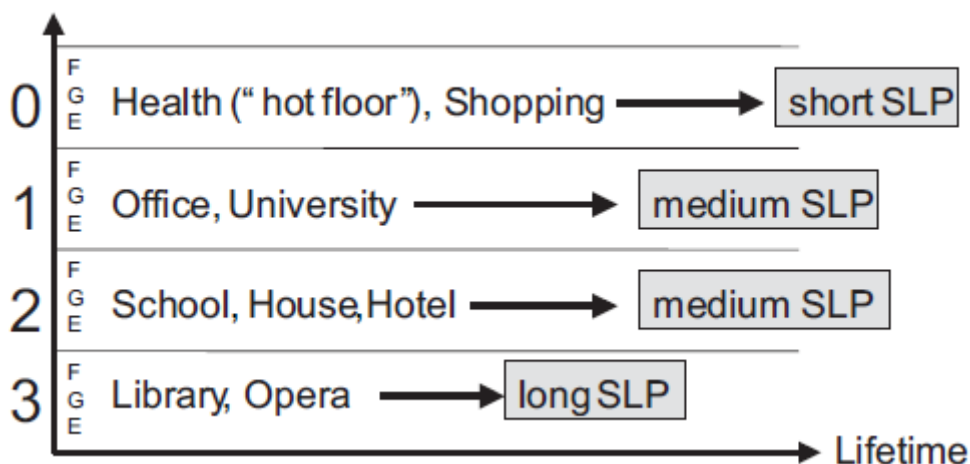 0 F G E Health (“ hot floor”), Shopping short SLP
1 F G E Office, University medium SLP
2 F G E School, House,Hotel medium SLP
3 F G E Library, Opera long SLP
Lifetime